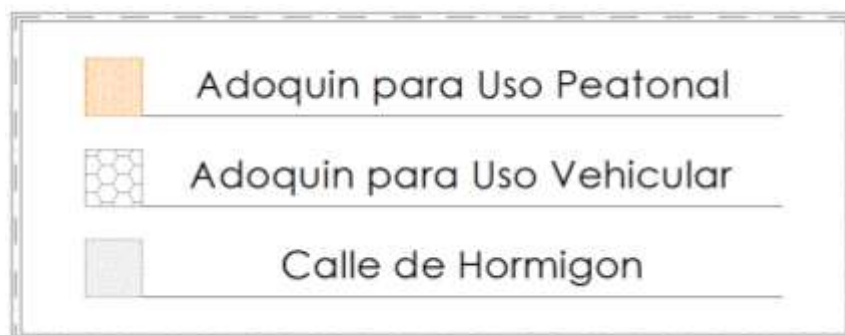 Adoquin para Uso Peatonal
Adoquin para Uso Vehicular
Calle de Hormigon